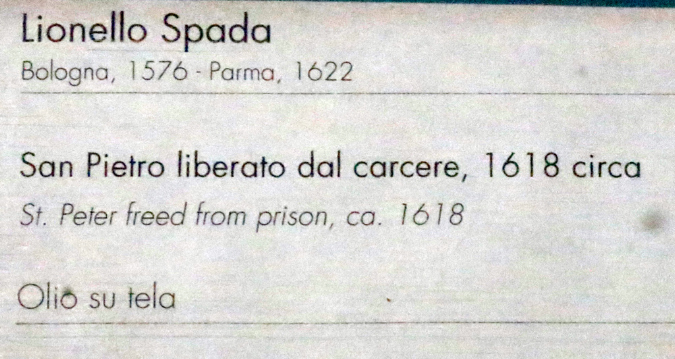 Lionello Spada
Bologna, 1576 - Parma, 1622
San Pietro liberato dal carcere, 1618 circa
St. Peter freed from prison, ca. 1618
Olio su tela